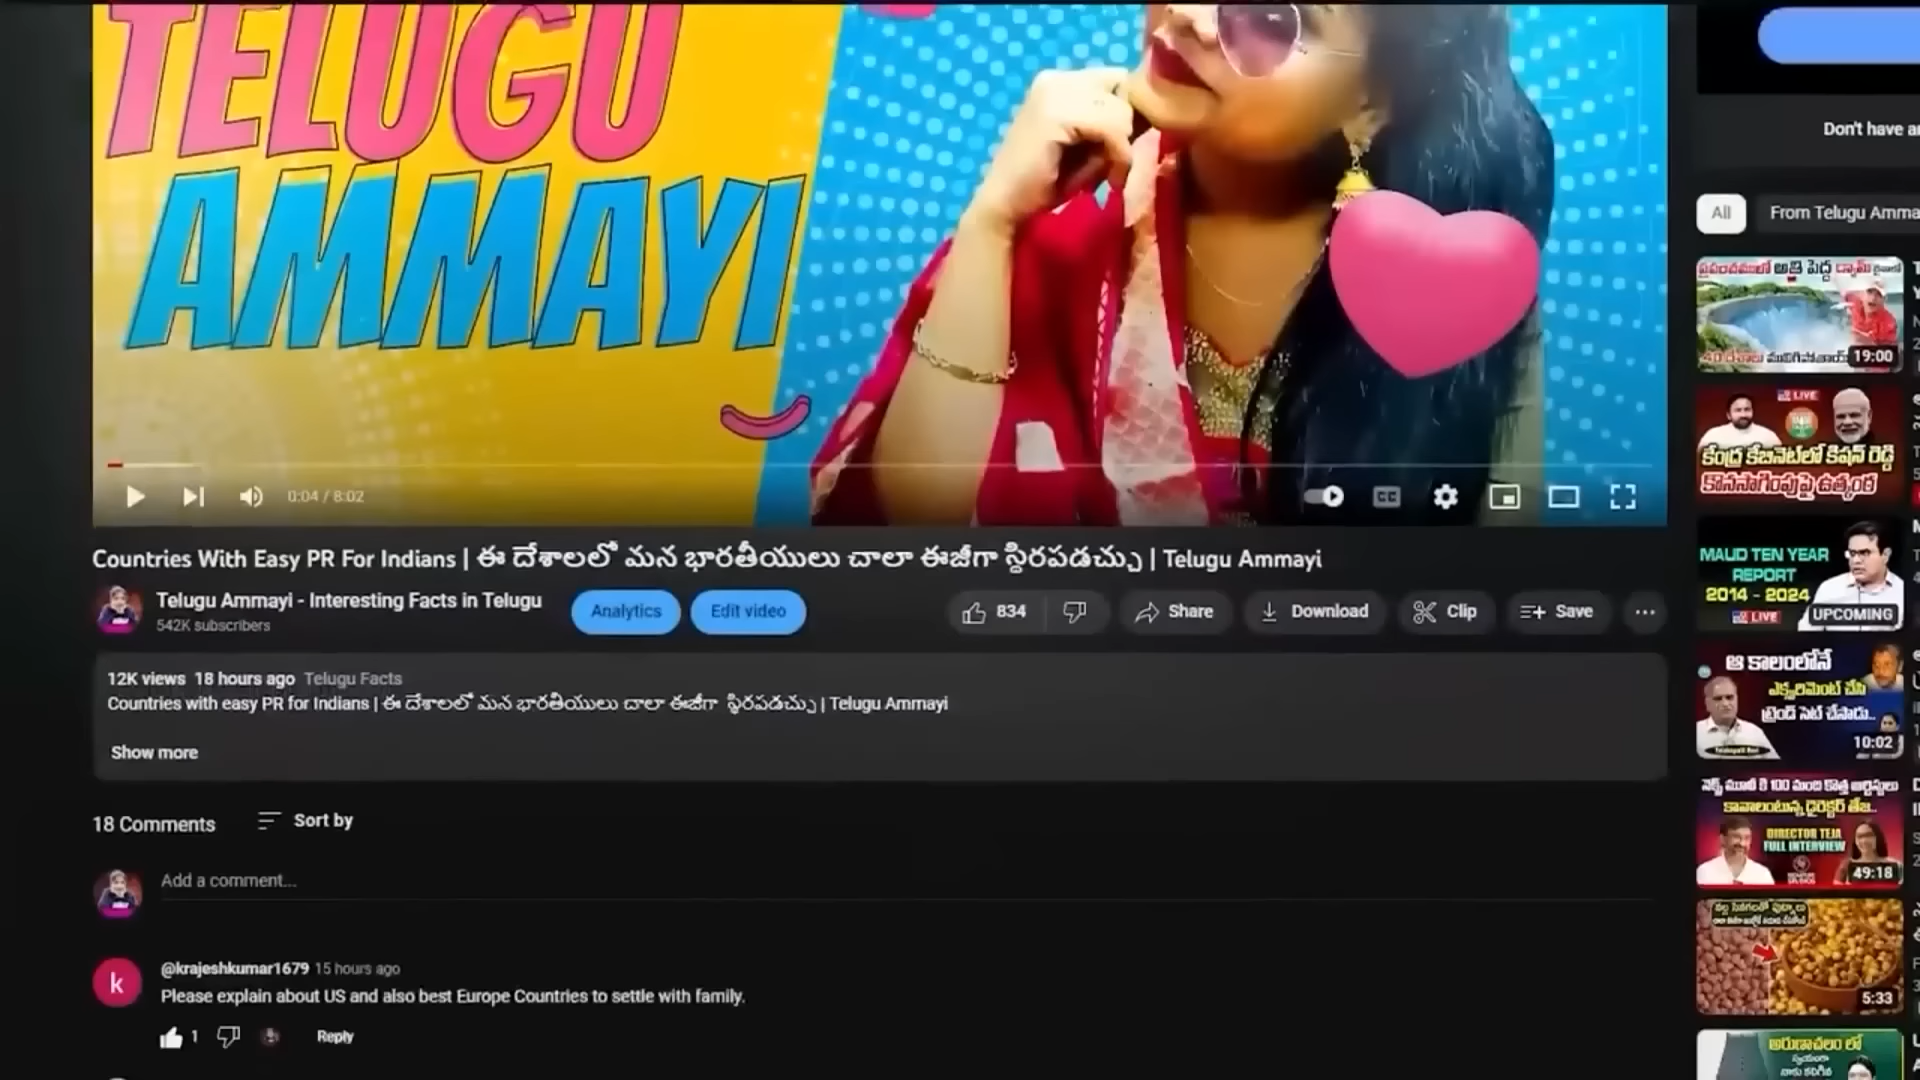 TELUGU
AMMAYI
0:04 / 8:02
CC
Countries With Easy PR For Indians | ఈ దేశాలలో మన భారతీయులు చాలా ఈజీగా స్థిరపడచ్చు | Telugu Ammayi
Telugu Ammayi - Interesting Facts in Telugu
542K subscribers
Analytics
Edit video
834
Share
Download
Clip
Save
12K views 18 hours ago Telugu Facts
Countries with easy PR for Indians | ఈ దేశాలలో మన భారతీయులు చాలా ఈజీగా స్థిరపడచ్చు | Telugu Ammayi
Show more
18 Comments
Sort by
Add a comment...
k
@krajeshkumar1679 15 hours ago
Please explain about US and also best Europe Countries to settle with family.
1
Reply
Don't have
All
From Telugu
ప్రపంచములో అతి పెద్ద డ్యామ్
40 దేశాలు మునిగిపోతాయ్
19:00
LIVE
కేంద్ర కేబినెట్‌లో కిషన్ రెడ్డి
కొనసాగింపుపై ఉత్కంఠ
MAUD TEN YEAR
REPORT
2014 - 2024
LIVE
UPCOMING
ఆ కాలంలోనే
ఎక్స్పరిమెంట్ చేసి
ట్రెండ్ సెట్ చేసాడు..
10:02
నెక్స్ట్ మూవీ కి 100 మంది కొత్త ఆర్టిస్టులు
కావాలంటున్న డైరెక్టర్ తేజ..
DIRECTOR TEJA
FULL INTERVIEW
49:18
5:33
అరుణాచలం లో
స్వయంగా
నాకు కలిగిన